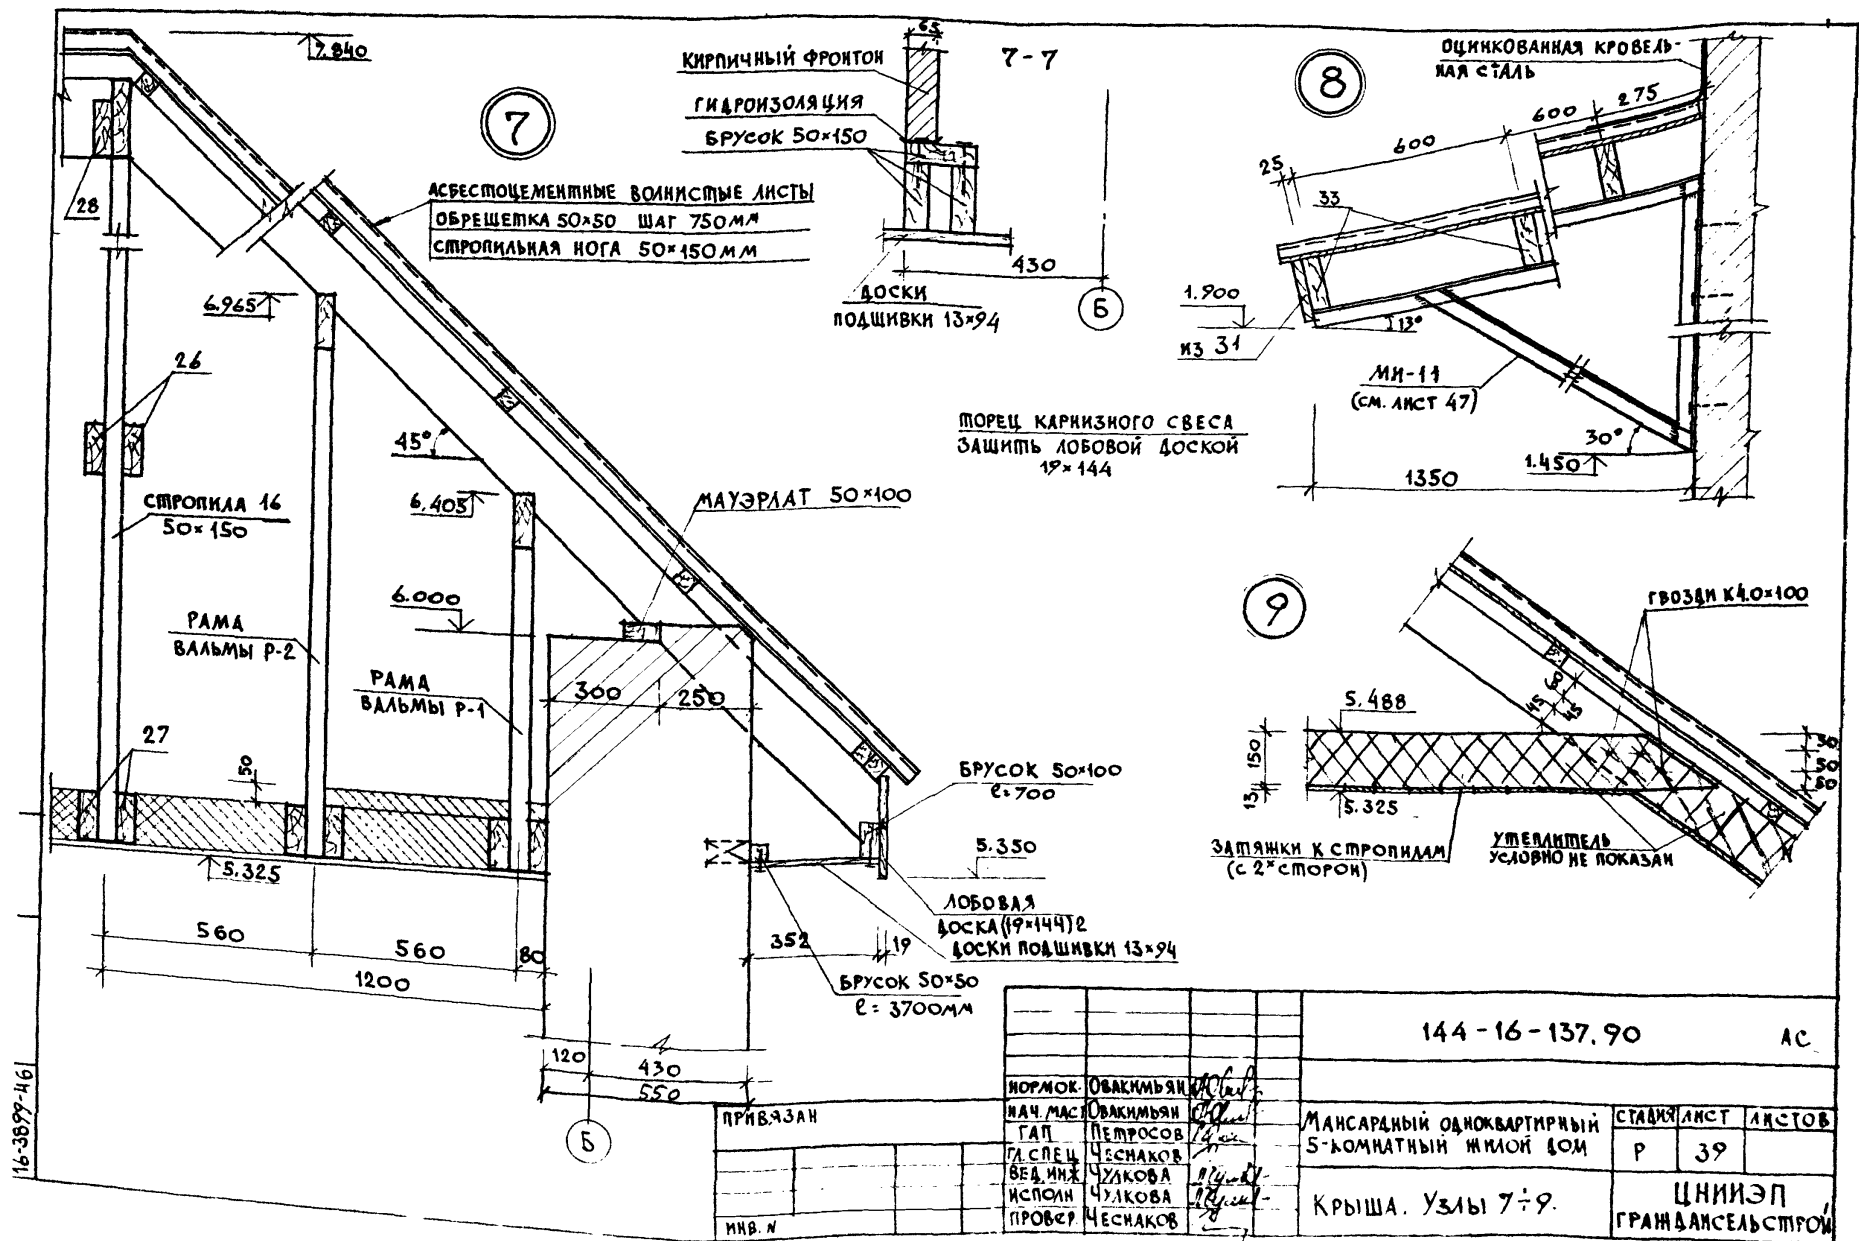 7.840
7
28
АСБЕСТОЦЕМЕНТНЫЕ ВОЛНИСТЫЕ ЛИСТЫ
ОБРЕШЕТКА 50×50 ШАГ 750мм
СТРОПИЛЬНАЯ НОГА 50×150мм
6.965
26
45°
6.405
СТРОПИЛА 16
50×150
МАУЭРЛАТ 50×100
6.000
РАМА
ВАЛЬМЫ Р-2
РАМА
ВАЛЬМЫ Р-1
300
250
27
50
5.325
БРУСОК 50×100
ℓ=700
5.350
ЛОБОВАЯ
ДОСКА (19×144)2
ДОСКИ ПОДШИВКИ 13×94
352
19
БРУСОК 50×50
ℓ= 3700мм
560
560
80
1200
120
430
550
Б
7-7
65
КИРПИЧНЫЙ ФРОНТОН
ГИДРОИЗОЛЯЦИЯ
БРУСОК 50×150
430
ДОСКИ
ПОДШИВКИ 13×94
Б
ТОРЕЦ КАРНИЗНОГО СВЕСА
ЗАШИТЬ ЛОБОВОЙ ДОСКОЙ
19×144
8
ОЦИНКОВАННАЯ КРОВЕЛЬ-
НАЯ СТАЛЬ
25
600
600
275
33
1.900
13°
ИЗ 31
МИ-11
(СМ. ЛИСТ 47)
30°
1.450
1350
9
ГВОЗДИ К4.0×100
60
45
45
5.488
150
13
5.325
30
50
50
ЗАТЯЖКИ К СТРОПИЛАМ
(С 2х СТОРОН)
УТЕПЛИТЕЛЬ
УСЛОВНО НЕ ПОКАЗАН
16-3899-46
ПРИВЯЗАН
ИНВ. N
НОРМОК. ОВАКИМЬЯН
НАЧ. МАСТ ОВАКИМЬЯН
ГАП ПЕТРОСОВ
ГЛ. СПЕЦ ЧЕСНАКОВ
ВЕД. ИНЖ ЧУЛКОВА
ИСПОЛН ЧУЛКОВА
ПРОВЕР. ЧЕСНАКОВ
144-16-137.90 АС
МАНСАРДНЫЙ ОДНОКВАРТИРНЫЙ
5-КОМНАТНЫЙ ЖИЛОЙ ДОМ
СТАДИЯ ЛИСТ ЛИСТОВ
Р 39
КРЫША. УЗЛЫ 7÷9.
ЦНИИЭП
ГРАЖДАНСЕЛЬСТРОЙ